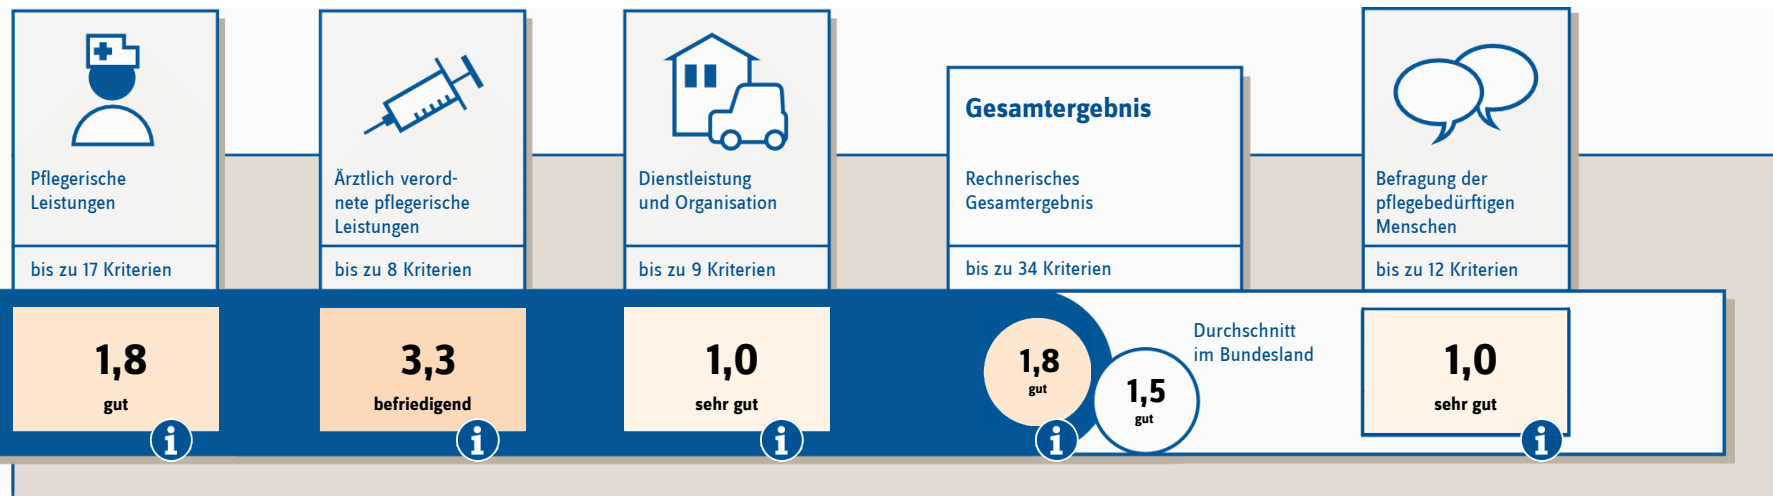 Pflegerische
Leistungen
bis zu 17 Kriterien
1,8
gut
i
Ärztlich verord-
nete pflegerische
Leistungen
bis zu 8 Kriterien
3,3
befriedigend
i
Dienstleistung
und Organisation
bis zu 9 Kriterien
1,0
sehr gut
i
Gesamtergebnis
Rechnerisches
Gesamtergebnis
bis zu 34 Kriterien
1,8
gut
i
1,5
gut
Durchschnitt
im Bundesland
Befragung der
pflegebedürftigen
Menschen
bis zu 12 Kriterien
1,0
sehr gut
i